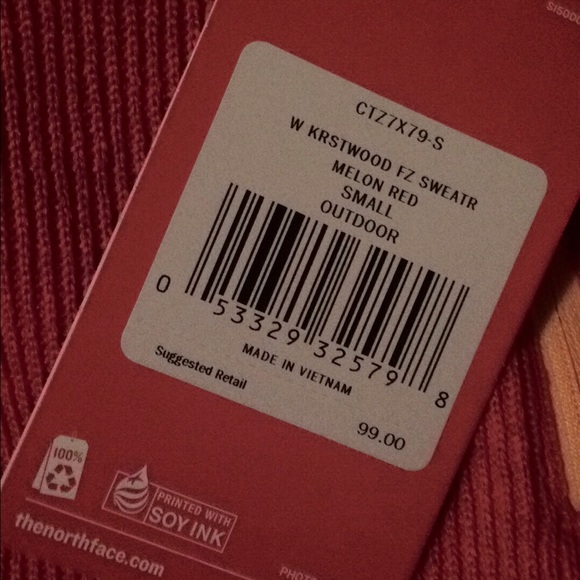 CTZ7X79-S
W KRSTWOOD FZ SWEATR
MELON RED
SMALL
OUTDOOR
0 53329 32579 8
MADE IN VIETNAM
Suggested Retail
99.00
100%
PRINTED WITH
SOY INK
thenorthface.com